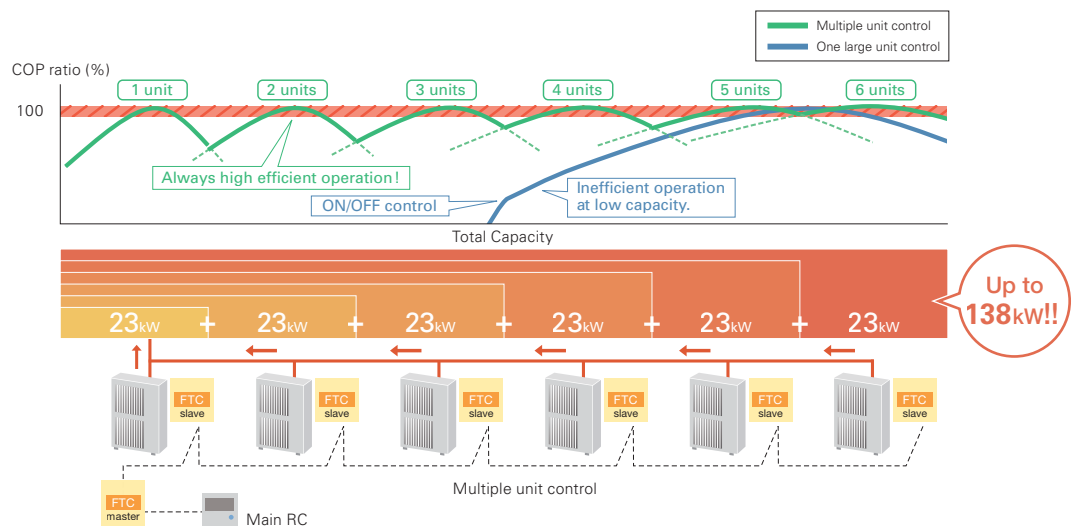 Multiple unit control
One large unit control
COP ratio (%)
1 unit
2 units
3 units
4 units
5 units
6 units
100
Always high efficient operation!
ON/OFF control
Inefficient operation
at low capacity.
Total Capacity
23kW + 23kW + 23kW + 23kW + 23kW + 23kW
Up to
138kW!!
FTC
slave
FTC
slave
FTC
slave
FTC
slave
FTC
slave
FTC
slave
Multiple unit control
FTC
master
Main RC